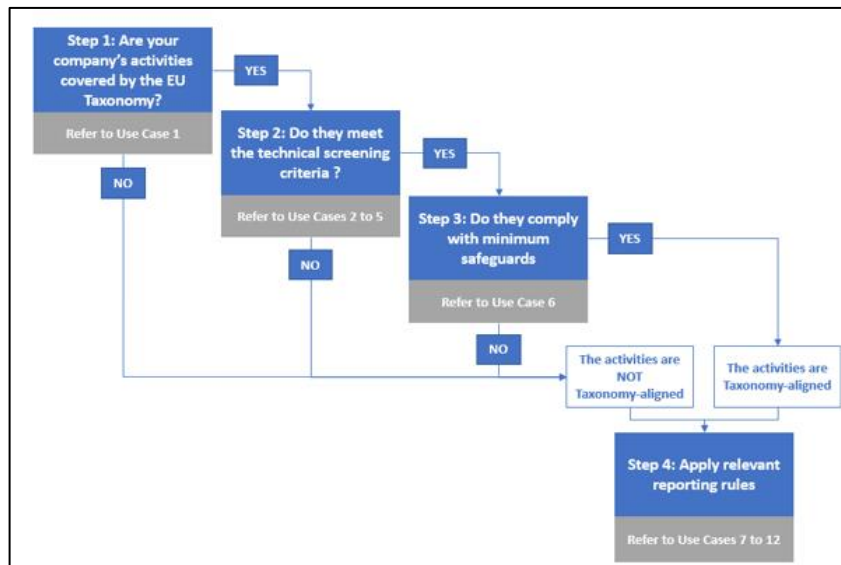 Step 1: Are your
company's activities
covered by the EU
Taxonomy?
Refer to Use Case 1
YES
NO
Step 2: Do they meet
the technical screening
criteria ?
Refer to Use Cases 2 to 5
YES
NO
Step 3: Do they comply
with minimum
safeguards
Refer to Use Case 6
YES
NO
The activities are
NOT
Taxonomy-aligned
The activities are
Taxonomy-aligned
Step 4: Apply relevant
reporting rules
Refer to Use Cases 7 to 12